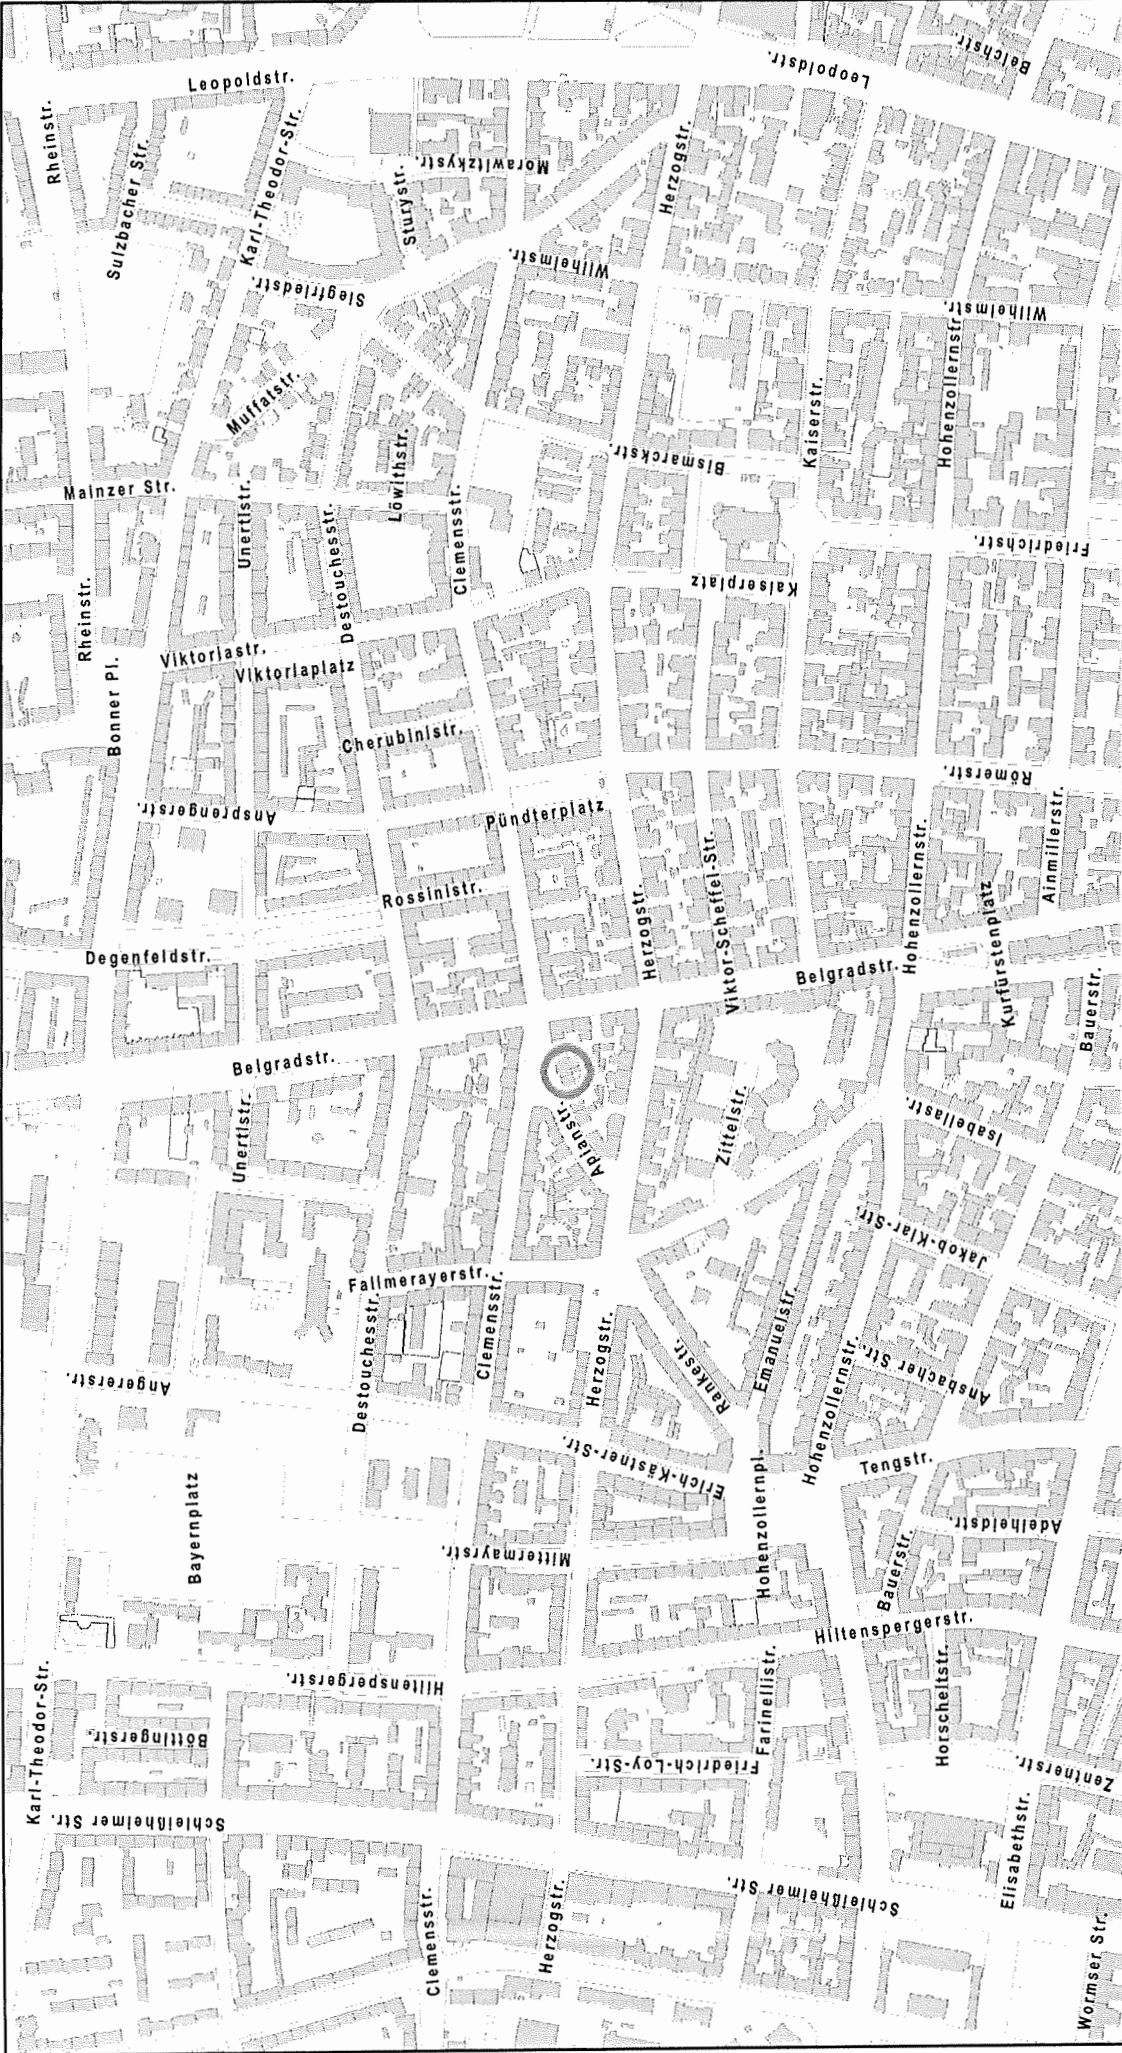 Leopoldstr.
Leopoldstr.
Belchstr.
Rheinstr.
Sulzbacher Str.
Karl-Theodor-Str.
Sturystr.
Morawitzkystr.
Herzogstr.
Siegfriedstr.
Wilhelmstr.
Wilhelmstr.
Muffatstr.
Hohenzollernstr.
Kaiserstr.
Bismarckstr.
Löwithstr.
Mainzer Str.
Unertlstr.
Destouchesstr.
Clemensstr.
Friedrichstr.
Kaiserplatz
Rheinstr.
Viktoriastr.
Viktoriaplatz
Bonner Pl.
Cherubinistr.
Römerstr.
Ansprengerstr.
Pündterplatz
Ainmillerstr.
Rossinistr.
Herzogstr.
Viktor-Scheffel-Str.
Hohenzollernstr.
Kurfürstenplatz
Degenfeldstr.
Belgradstr.
Bauerstr.
Belgradstr.
Unertlstr.
Apianstr.
Zittelstr.
Isabellastr.
Jakob-Klar-Str.
Fallmerayerstr.
Destouchesstr.
Clemensstr.
Herzogstr.
Rankestr.
Emanuelstr.
Hohenzollernstr.
Ansbacher Str.
Angererstr.
Erich-Kästner-Str.
Tengstr.
Bayernplatz
Hohenzollernpl.
Adelheidstr.
Mittermayrstr.
Bauerstr.
Hiltenspergerstr.
Hiltenspergerstr.
Karl-Theodor-Str.
Böttingerstr.
Farinellistr.
Horscheltstr.
Friedrich-Loy-Str.
Zentnerstr.
Schleißheimer Str.
Elisabethstr.
Schleißheimer Str.
Clemensstr.
Herzogstr.
Wormser Str.